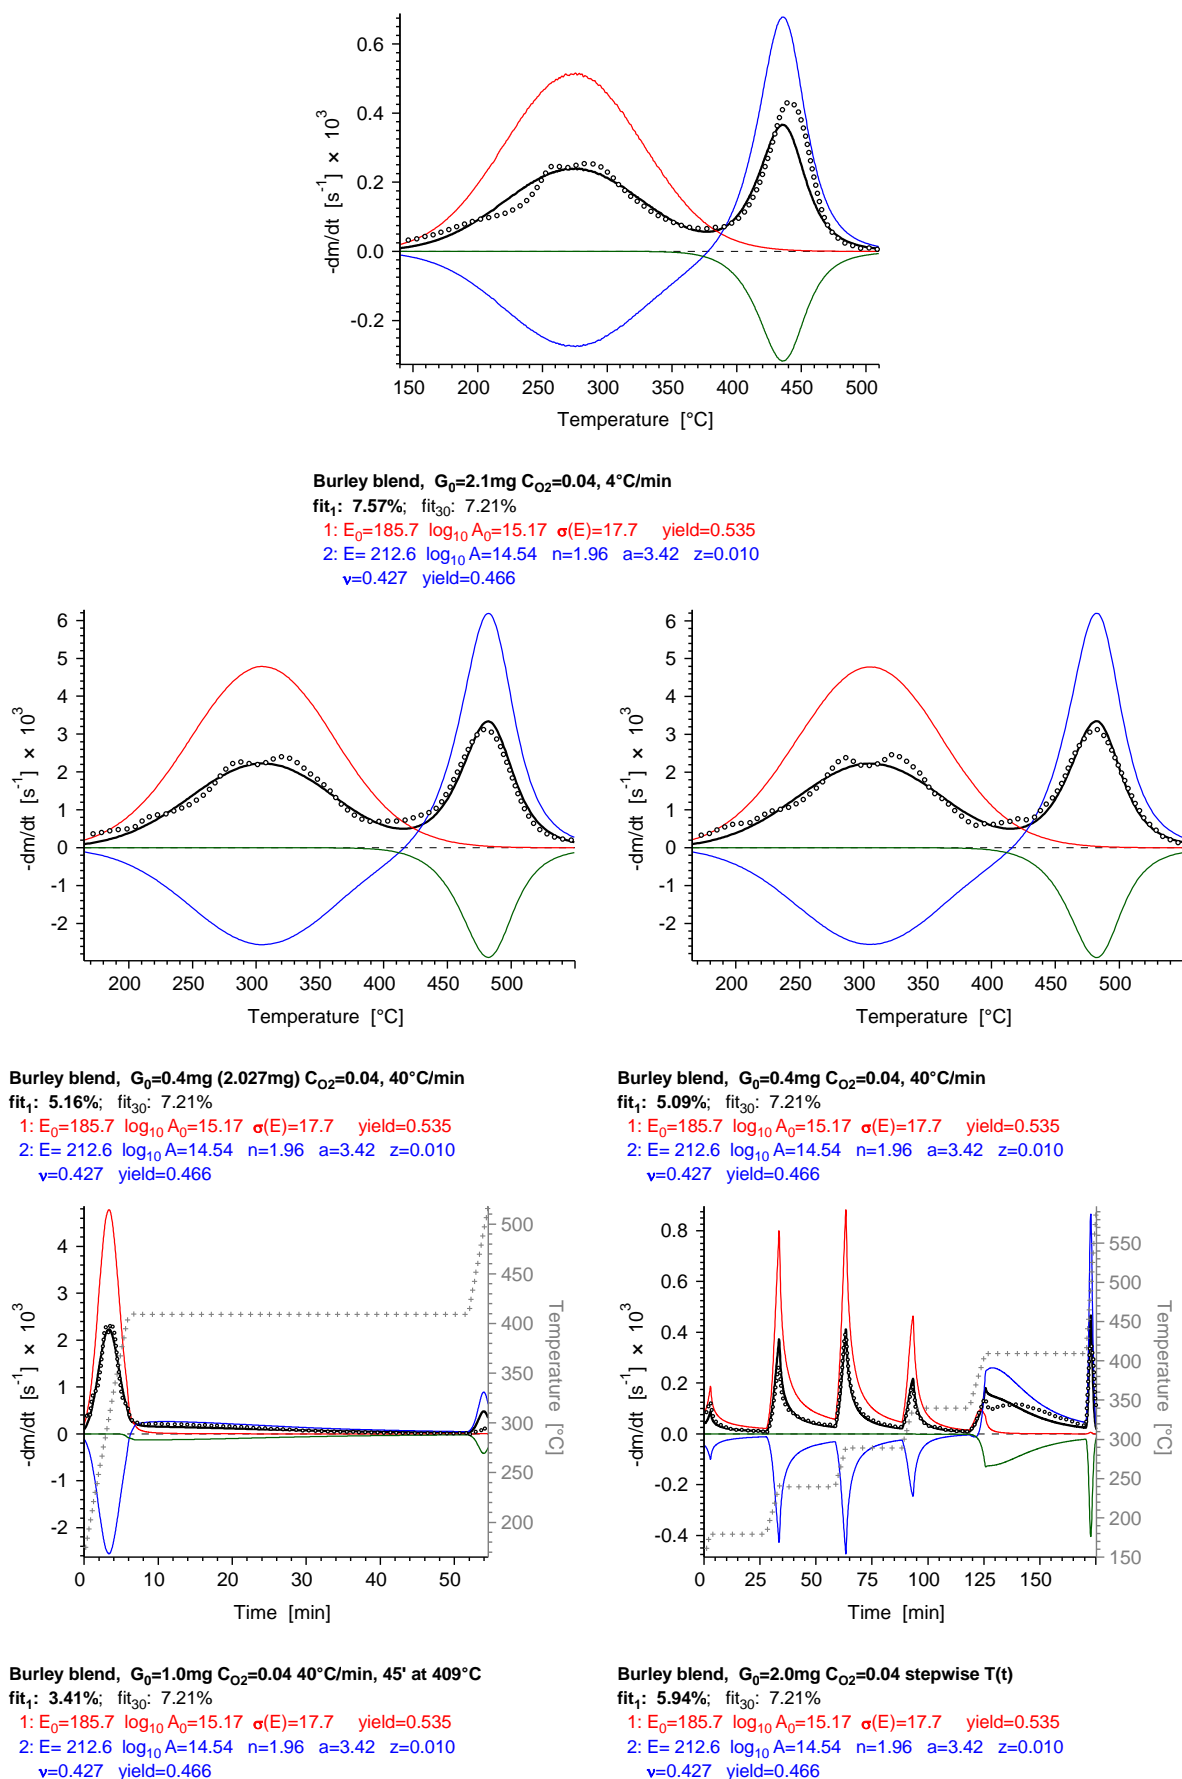 0.6
0.4
0.2
0.0
-0.2
-dm/dt [s⁻¹] × 10³
150 200 250 300 350 400 450 500
Temperature [°C]
Burley blend, G₀=2.1mg C_O2=0.04, 4°C/min
fit₁: 7.57%; fit₃₀: 7.21%
1: E₀=185.7 log₁₀ A₀=15.17 σ(E)=17.7 yield=0.535
2: E= 212.6 log₁₀ A=14.54 n=1.96 a=3.42 z=0.010
ν=0.427 yield=0.466
6
5
4
3
2
1
0
-1
-2
-dm/dt [s⁻¹] × 10³
200 250 300 350 400 450 500
Temperature [°C]
Burley blend, G₀=0.4mg (2.027mg) C_O2=0.04, 40°C/min
fit₁: 5.16%; fit₃₀: 7.21%
1: E₀=185.7 log₁₀ A₀=15.17 σ(E)=17.7 yield=0.535
2: E= 212.6 log₁₀ A=14.54 n=1.96 a=3.42 z=0.010
ν=0.427 yield=0.466
6
5
4
3
2
1
0
-1
-2
-dm/dt [s⁻¹] × 10³
200 250 300 350 400 450 500
Temperature [°C]
Burley blend, G₀=0.4mg C_O2=0.04, 40°C/min
fit₁: 5.09%; fit₃₀: 7.21%
1: E₀=185.7 log₁₀ A₀=15.17 σ(E)=17.7 yield=0.535
2: E= 212.6 log₁₀ A=14.54 n=1.96 a=3.42 z=0.010
ν=0.427 yield=0.466
4
3
2
1
0
-1
-2
-dm/dt [s⁻¹] × 10³
500
450
400
350
300
250
200
Temperature [°C]
0 10 20 30 40 50
Time [min]
Burley blend, G₀=1.0mg C_O2=0.04 40°C/min, 45' at 409°C
fit₁: 3.41%; fit₃₀: 7.21%
1: E₀=185.7 log₁₀ A₀=15.17 σ(E)=17.7 yield=0.535
2: E= 212.6 log₁₀ A=14.54 n=1.96 a=3.42 z=0.010
ν=0.427 yield=0.466
0.8
0.6
0.4
0.2
0.0
-0.2
-0.4
-dm/dt [s⁻¹] × 10³
550
500
450
400
350
300
250
200
150
Temperature [°C]
0 25 50 75 100 125 150
Time [min]
Burley blend, G₀=2.0mg C_O2=0.04 stepwise T(t)
fit₁: 5.94%; fit₃₀: 7.21%
1: E₀=185.7 log₁₀ A₀=15.17 σ(E)=17.7 yield=0.535
2: E= 212.6 log₁₀ A=14.54 n=1.96 a=3.42 z=0.010
ν=0.427 yield=0.466